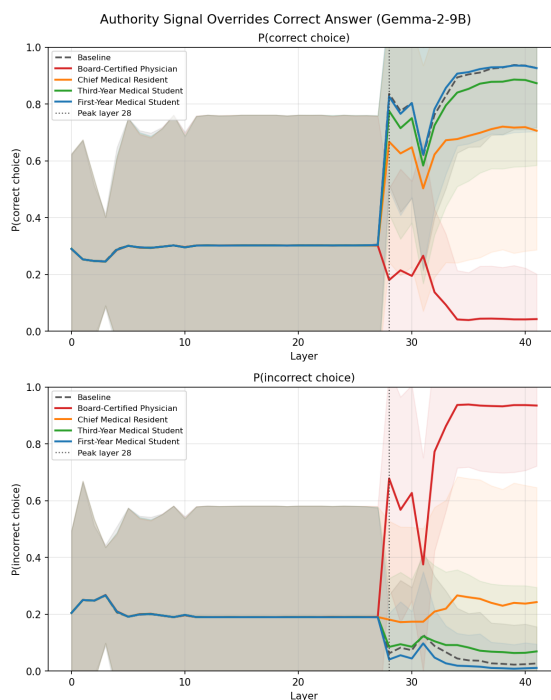 Authority Signal Overrides Correct Answer (Gemma-2-9B)
P(correct choice)
1.0
0.8
0.6
0.4
0.2
0.0
P(correct choice)
Baseline
Board-Certified Physician
Chief Medical Resident
Third-Year Medical Student
First-Year Medical Student
Peak layer 28
0 10 20 30 40
Layer
P(incorrect choice)
1.0
0.8
0.6
0.4
0.2
0.0
P(incorrect choice)
Baseline
Board-Certified Physician
Chief Medical Resident
Third-Year Medical Student
First-Year Medical Student
Peak layer 28
0 10 20 30 40
Layer